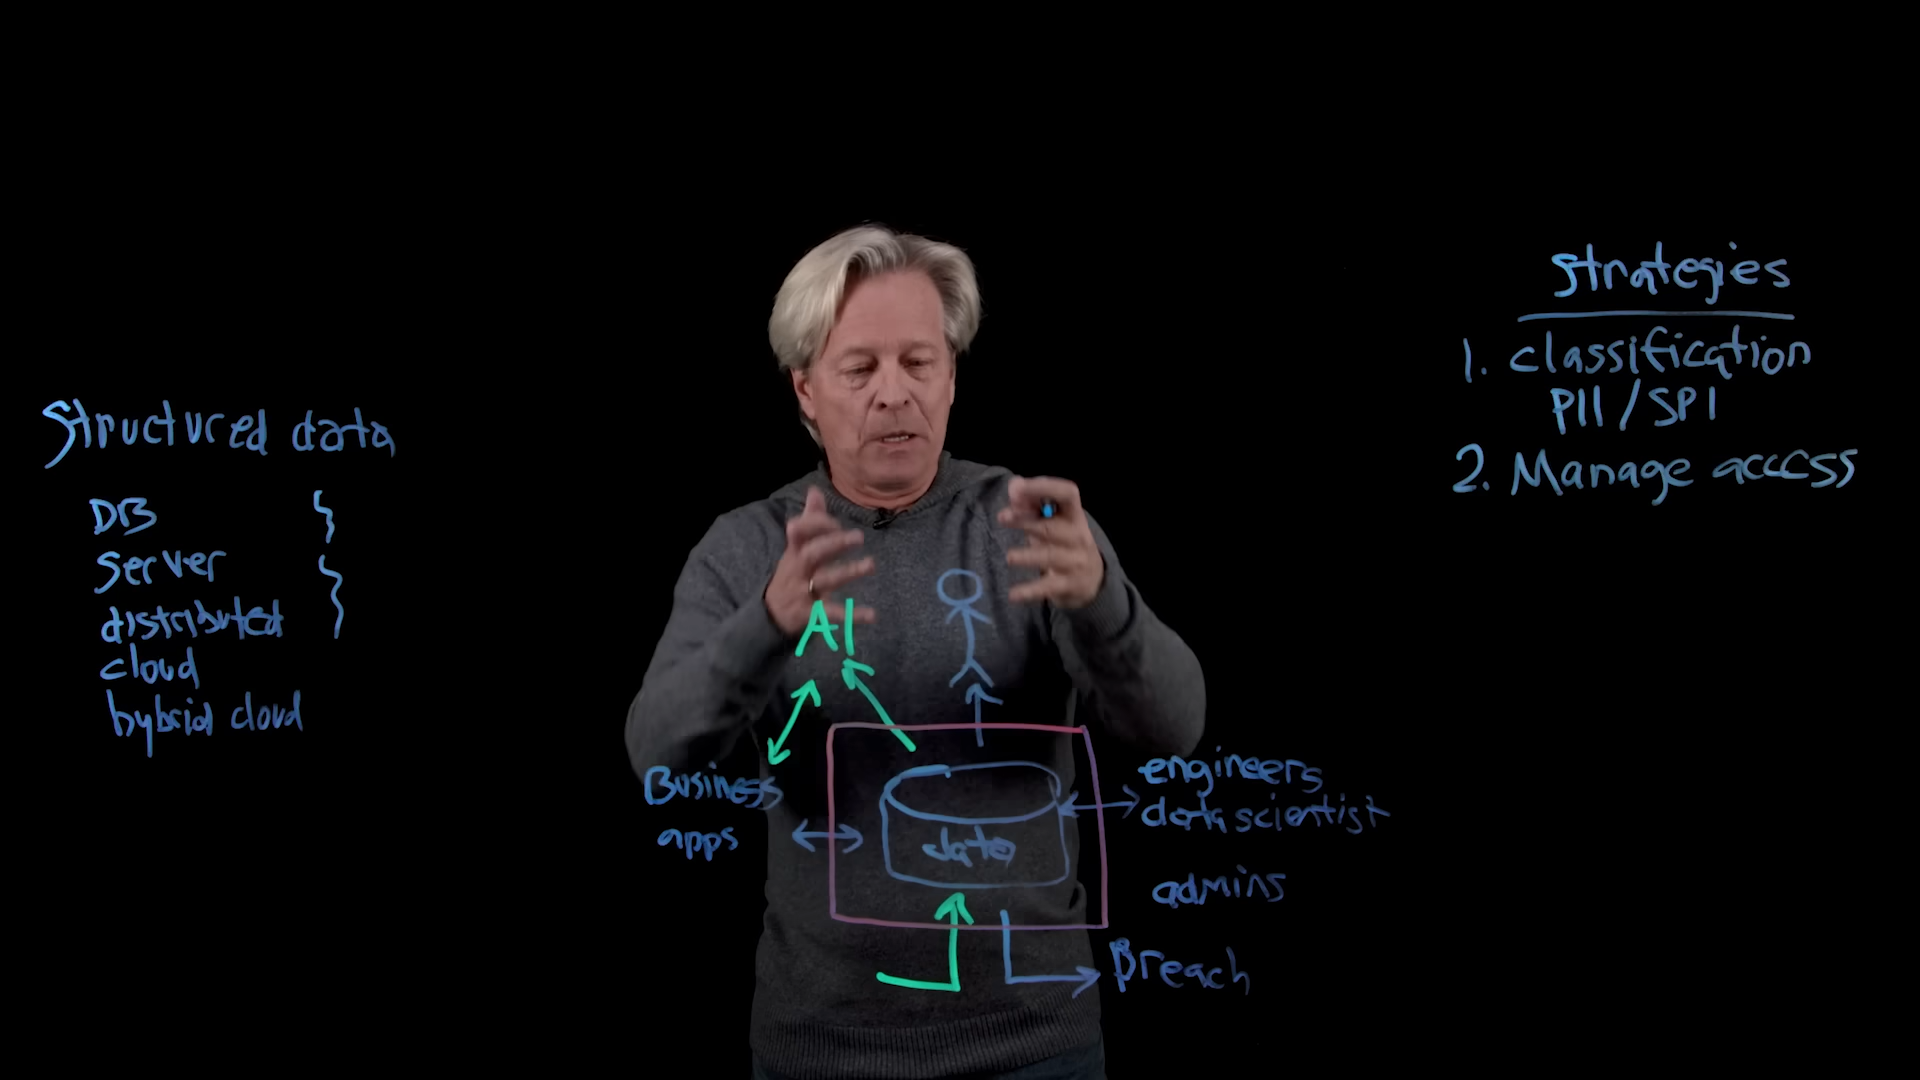 Structured data
DB
Server
distributed
cloud
hybrid cloud
AI
Business
apps
data
engineers
data scientist
admins
Breach
Strategies
1. classification
PII/SPI
2. Manage access